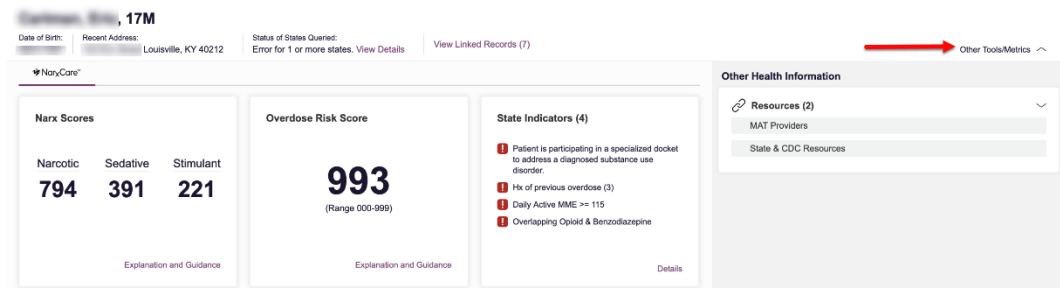 , 17M
Date of Birth:
Recent Address:
Louisville, KY 40212
Status of States Queried:
Error for 1 or more states. View Details
View Linked Records (7)
Other Tools/Metrics
NarxCare
Narx Scores
Narcotic Sedative Stimulant
794 391 221
Explanation and Guidance
Overdose Risk Score
993
(Range 000-999)
Explanation and Guidance
State Indicators (4)
Patient is participating in a specialized docket
to address a diagnosed substance use
disorder.
Hx of previous overdose (3)
Daily Active MME >= 115
Overlapping Opioid & Benzodiazepine
Details
Other Health Information
Resources (2)
MAT Providers
State & CDC Resources